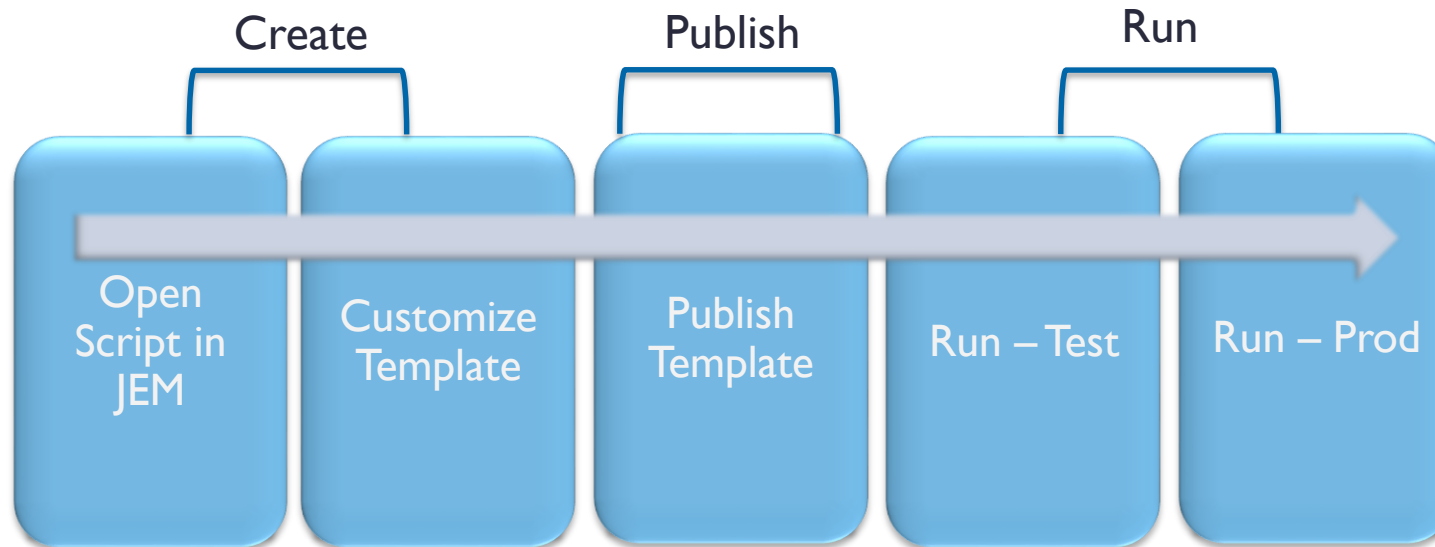 Create
Publish
Run
Open
Script in
JEM
Customize
Template
Publish
Template
Run – Test
Run – Prod